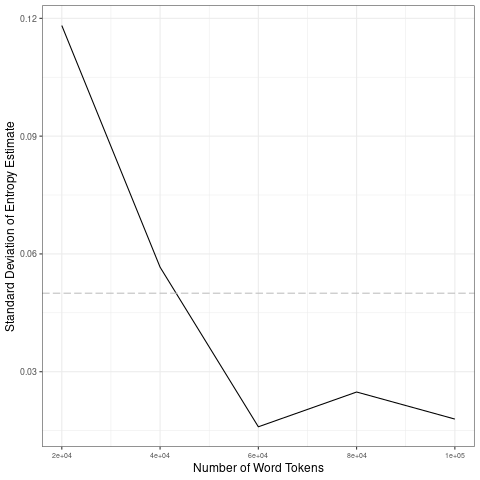 0.12
0.09
0.06
0.03
Standard Deviation of Entropy Estimate
2e+04 4e+04 6e+04 8e+04 1e+05
Number of Word Tokens